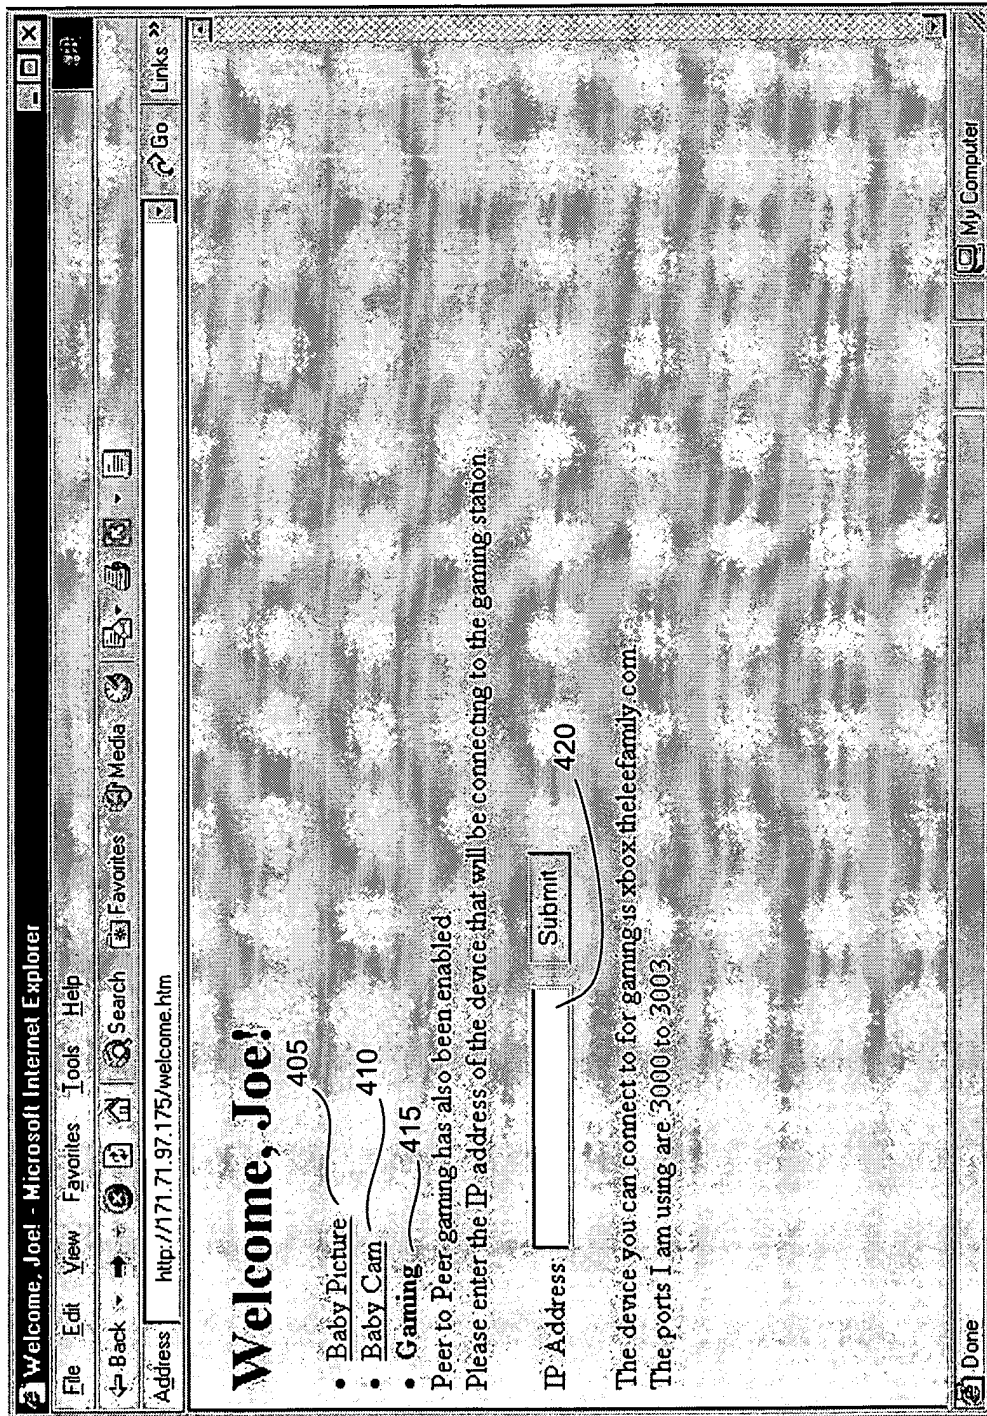 Welcome, Joe! - Microsoft Internet Explorer
File Edit View Favorites Tools Help
Back Search Favorites Media
Address http://171.71.97.175/welcome.htm Go Links »
Welcome, Joe!
• Baby Picture 405
• Baby Cam 410
• Gaming 415
Peer to Peer gaming has also been enabled.
Please enter the IP address of the device that will be connecting to the gaming station.
IP Address: Submit
420
The device you can connect to for gaming is xbox.theleefamily.com.
The ports I am using are 3000 to 3003.
Done My Computer